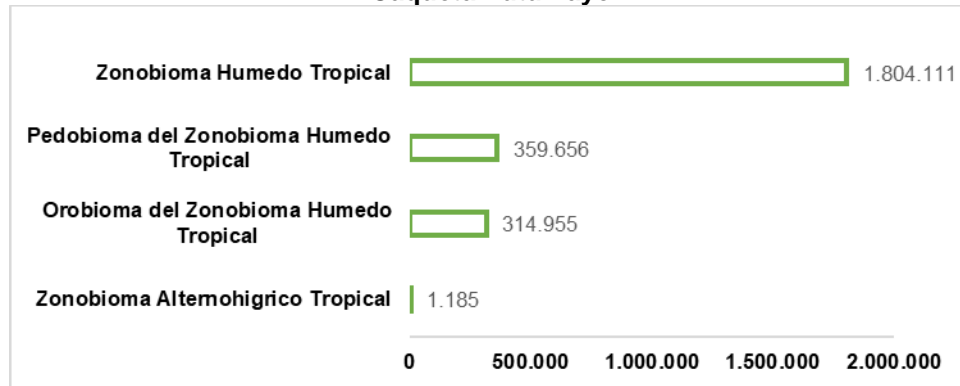 Zonobioma Humedo Tropical
1.804.111
Pedobioma del Zonobioma Humedo
Tropical
359.656
Orobioma del Zonobioma Humedo
Tropical
314.955
Zonobioma Alternohigrico Tropical
1.185
0 500.000 1.000.000 1.500.000 2.000.000